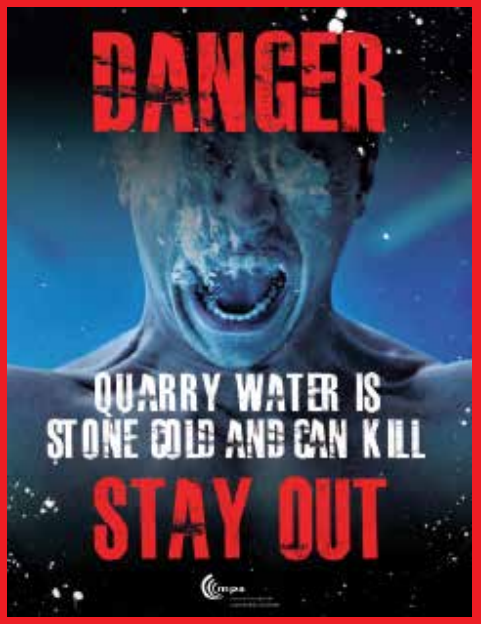 DANGER
QUARRY WATER IS
STONE COLD AND CAN KILL
STAY OUT
mpa